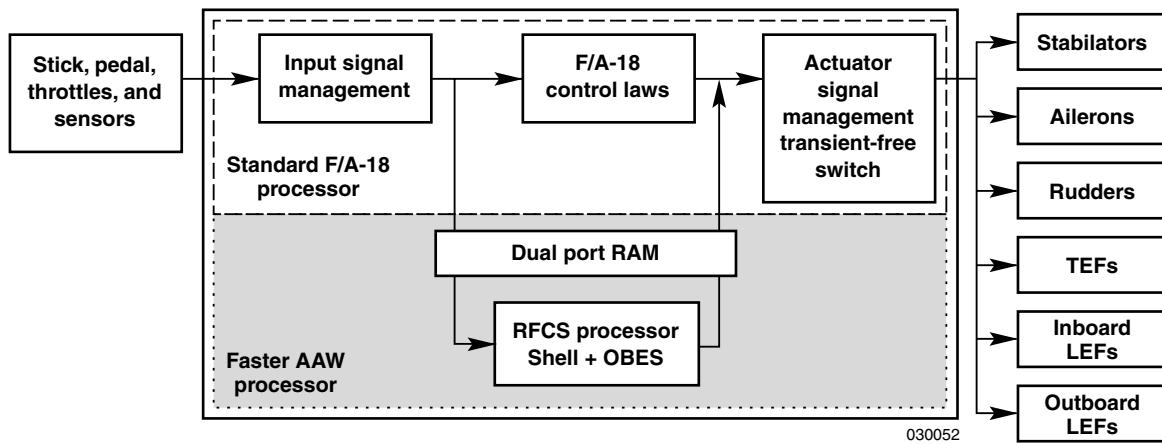 Stick, pedal,
throttles, and
sensors
Input signal
management
F/A-18
control laws
Actuator
signal
management
transient-free
switch
Standard F/A-18
processor
Dual port RAM
RFCS processor
Shell + OBES
Faster AAW
processor
Stabilators
Ailerons
Rudders
TEFs
Inboard
LEFs
Outboard
LEFs
030052